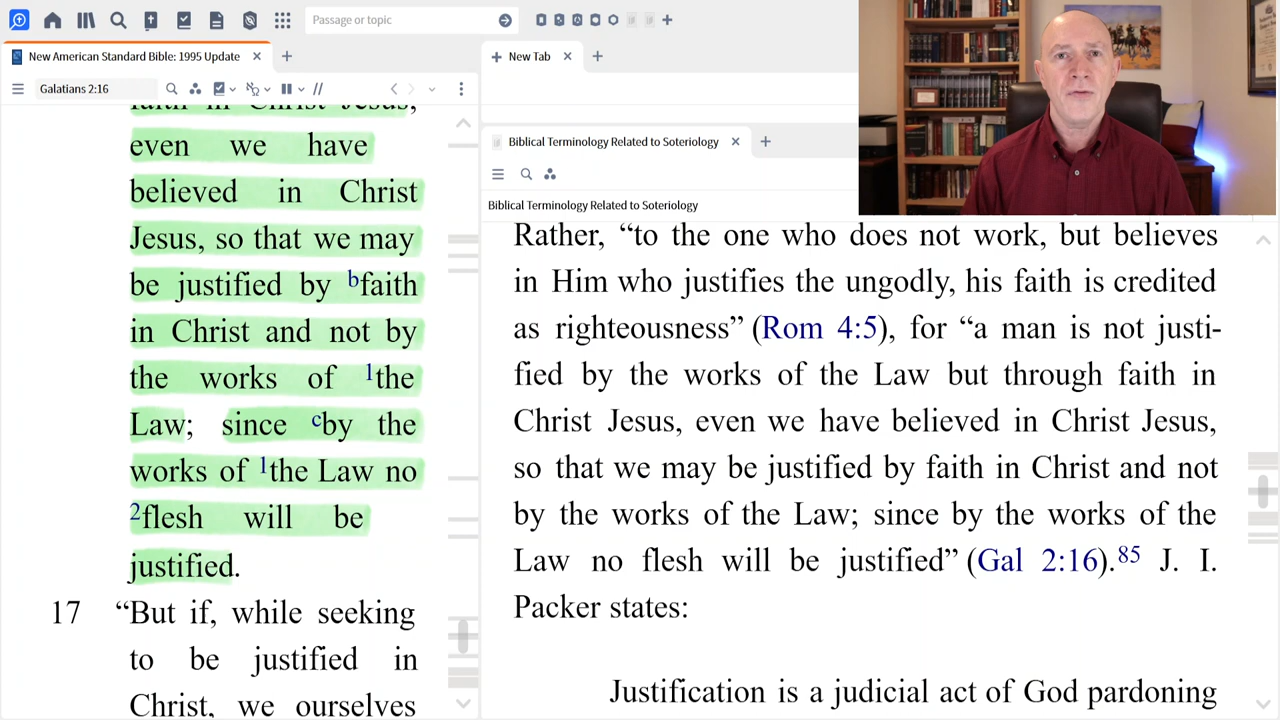 Passage or topic
New American Standard Bible: 1995 Update
Galatians 2:16
faith in Christ Jesus,
even we have
believed in Christ
Jesus, so that we may
be justified by bfaith
in Christ and not by
the works of 1the
Law; since cby the
works of 1the Law no
2flesh will be
justified.
17 “But if, while seeking
to be justified in
Christ, we ourselves
New Tab
Biblical Terminology Related to Soteriology
Biblical Terminology Related to Soteriology
Rather, “to the one who does not work, but believes
in Him who justifies the ungodly, his faith is credited
as righteousness” (Rom 4:5), for “a man is not justi-
fied by the works of the Law but through faith in
Christ Jesus, even we have believed in Christ Jesus,
so that we may be justified by faith in Christ and not
by the works of the Law; since by the works of the
Law no flesh will be justified” (Gal 2:16).85 J. I.
Packer states:
Justification is a judicial act of God pardoning